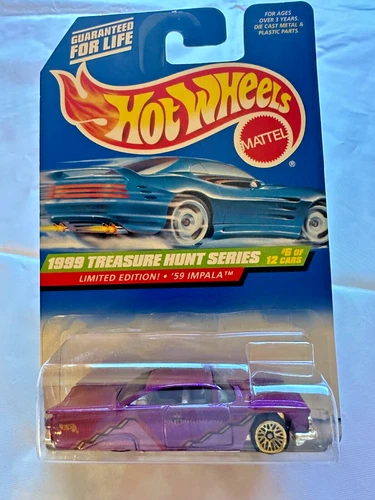 GUARANTEED
FOR LIFE
FOR AGES
OVER 3 YEARS.
DIE CAST METAL &
PLASTIC PARTS.
HOT WHEELS
MATTEL
®
1999 TREASURE HUNT SERIES
#6 OF
12 CARS
LIMITED EDITION! • '59 IMPALA™